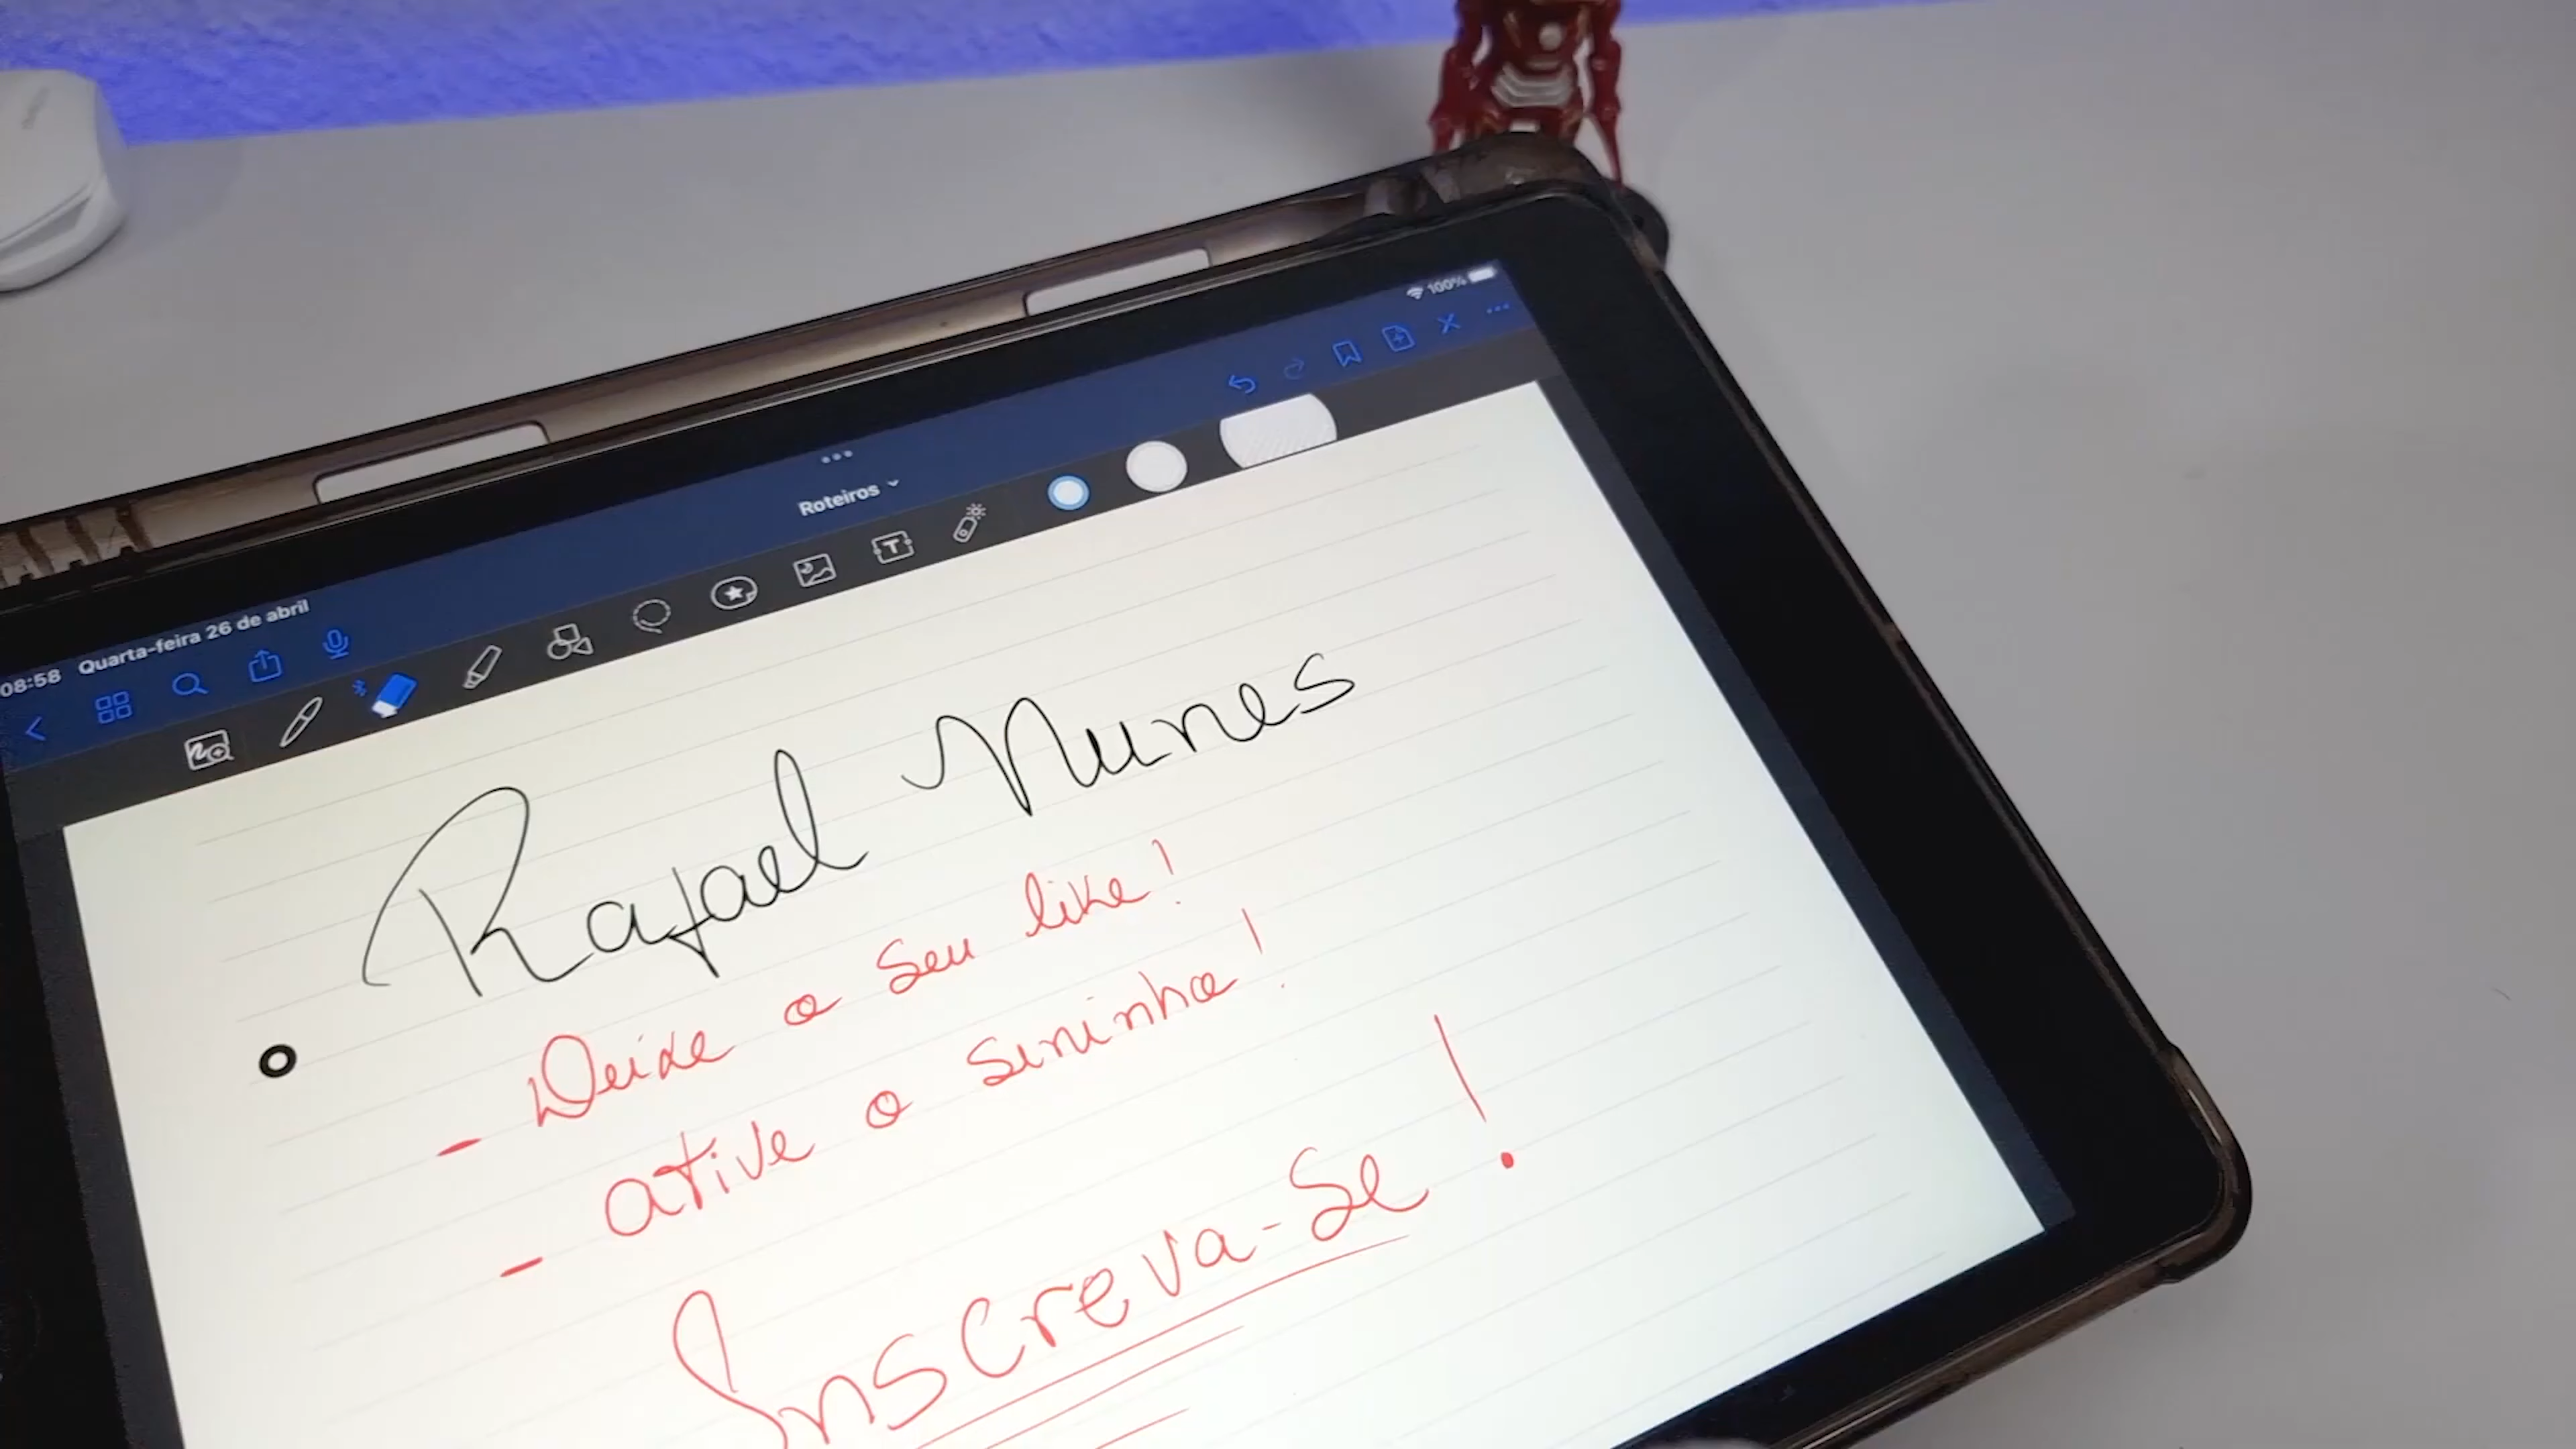 08:58 Quarta-feira 26 de abril
100%
Roteiros
Rafael Nunes
- Deixe o seu like!
- ative o sininho!
Inscreva-se!